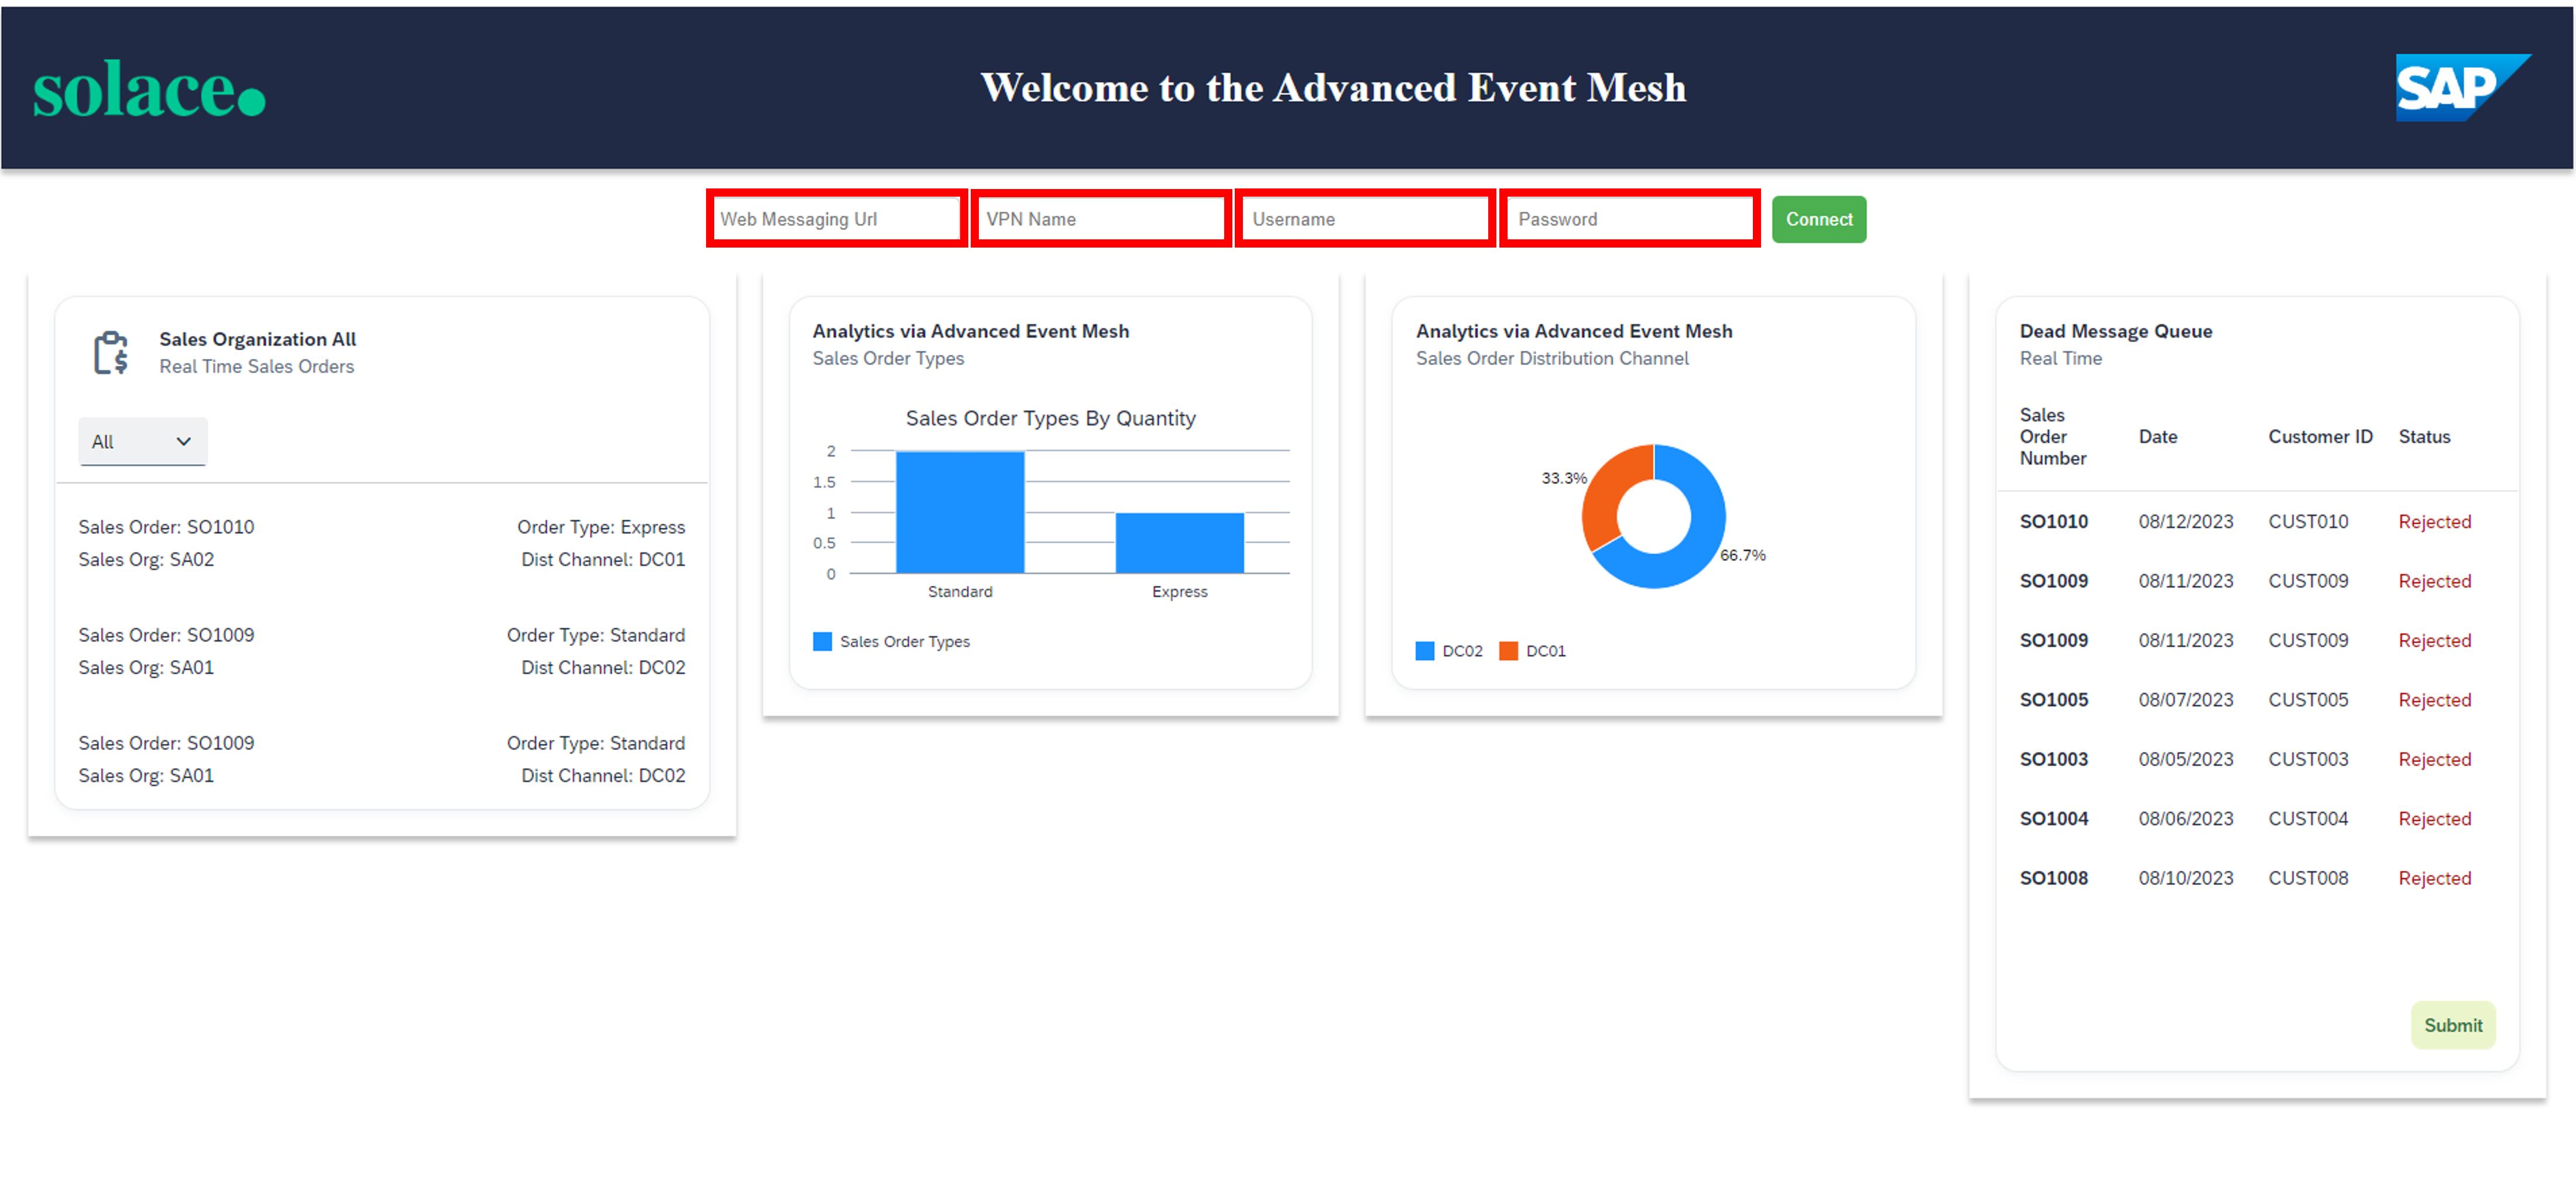 solace
Welcome to the Advanced Event Mesh
SAP
Web Messaging Url
VPN Name
Username
Password
Connect
Sales Organization All
Real Time Sales Orders
All
Sales Order: SO1010
Order Type: Express
Sales Org: SA02
Dist Channel: DC01
Sales Order: SO1009
Order Type: Standard
Sales Org: SA01
Dist Channel: DC02
Sales Order: SO1009
Order Type: Standard
Sales Org: SA01
Dist Channel: DC02
Analytics via Advanced Event Mesh
Sales Order Types
Sales Order Types By Quantity
2
1.5
1
0.5
0
Standard
Express
Sales Order Types
Analytics via Advanced Event Mesh
Sales Order Distribution Channel
33.3%
66.7%
DC02
DC01
Dead Message Queue
Real Time
Sales
Order
Number
Date
Customer ID
Status
SO1010 08/12/2023 CUST010 Rejected
SO1009 08/11/2023 CUST009 Rejected
SO1009 08/11/2023 CUST009 Rejected
SO1005 08/07/2023 CUST005 Rejected
SO1003 08/05/2023 CUST003 Rejected
SO1004 08/06/2023 CUST004 Rejected
SO1008 08/10/2023 CUST008 Rejected
Submit